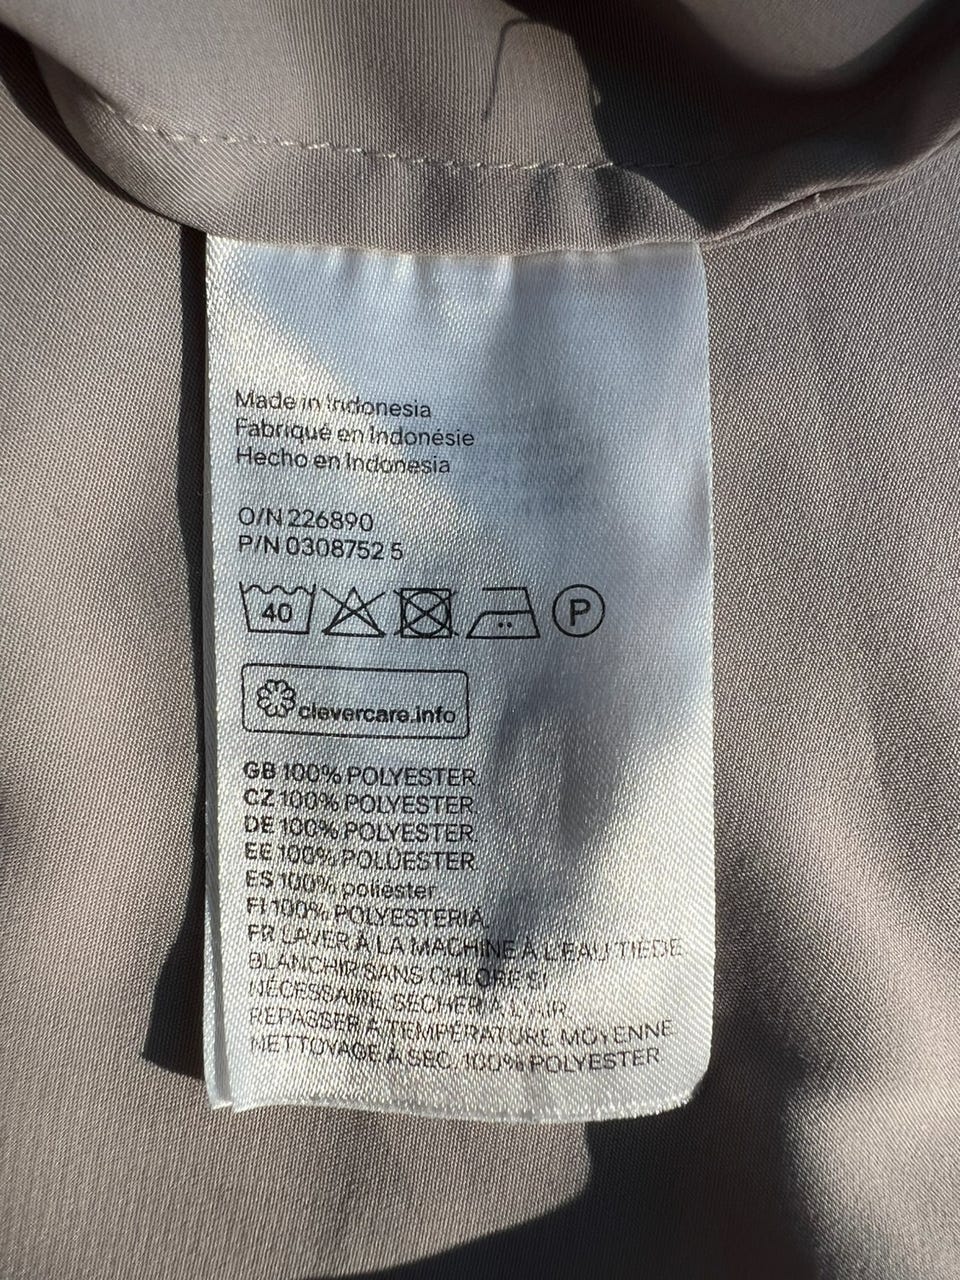 Made in Indonesia
Fabriqué en Indonésie
Hecho en Indonesia
O/N 226890
P/N 0308752 5
40 P
clevercare.info
GB 100% POLYESTER
CZ 100% POLYESTER
DE 100% POLYESTER
EE 100% POLÜESTER
ES 100% poliéster
FI 100% POLYESTERIÄ
FR LAVER À LA MACHINE À L'EAU TIÈDE
BLANCHIR SANS CHLORE SI
NÉCESSAIRE, SÉCHER À L'AIR,
REPASSER À TEMPÉRATURE MOYENNE
NETTOYAGE À SEC. 100% POLYESTER